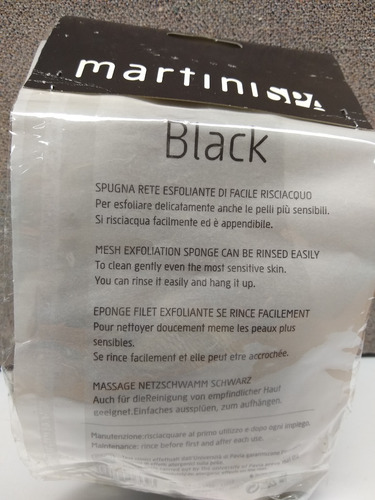 martini SPA
Black
SPUGNA RETE ESFOLIANTE DI FACILE RISCIACQUO
Per esfoliare delicatamente anche le pelli più sensibili.
Si risciacqua facilmente ed è appendibile.
MESH EXFOLIATION SPONGE CAN BE RINSED EASILY
To clean gently even the most sensitive skin.
You can rinse it easily and hang it up.
EPONGE FILET EXFOLIANTE SE RINCE FACILEMENT
Pour nettoyer doucement meme les peaux plus
sensibles.
Se rince facilement et elle peut etre accrochée.
MASSAGE NETZSCHWAMM SCHWARZ
Auch für dieReinigung von empfindlicher Haut
geeignet.Einfaches ausspülen, zum aufhängen.
Manutenzione:risciacquare al primo utilizzo e dopo ogni impiego.
Maintenance: rince before first and after each use.